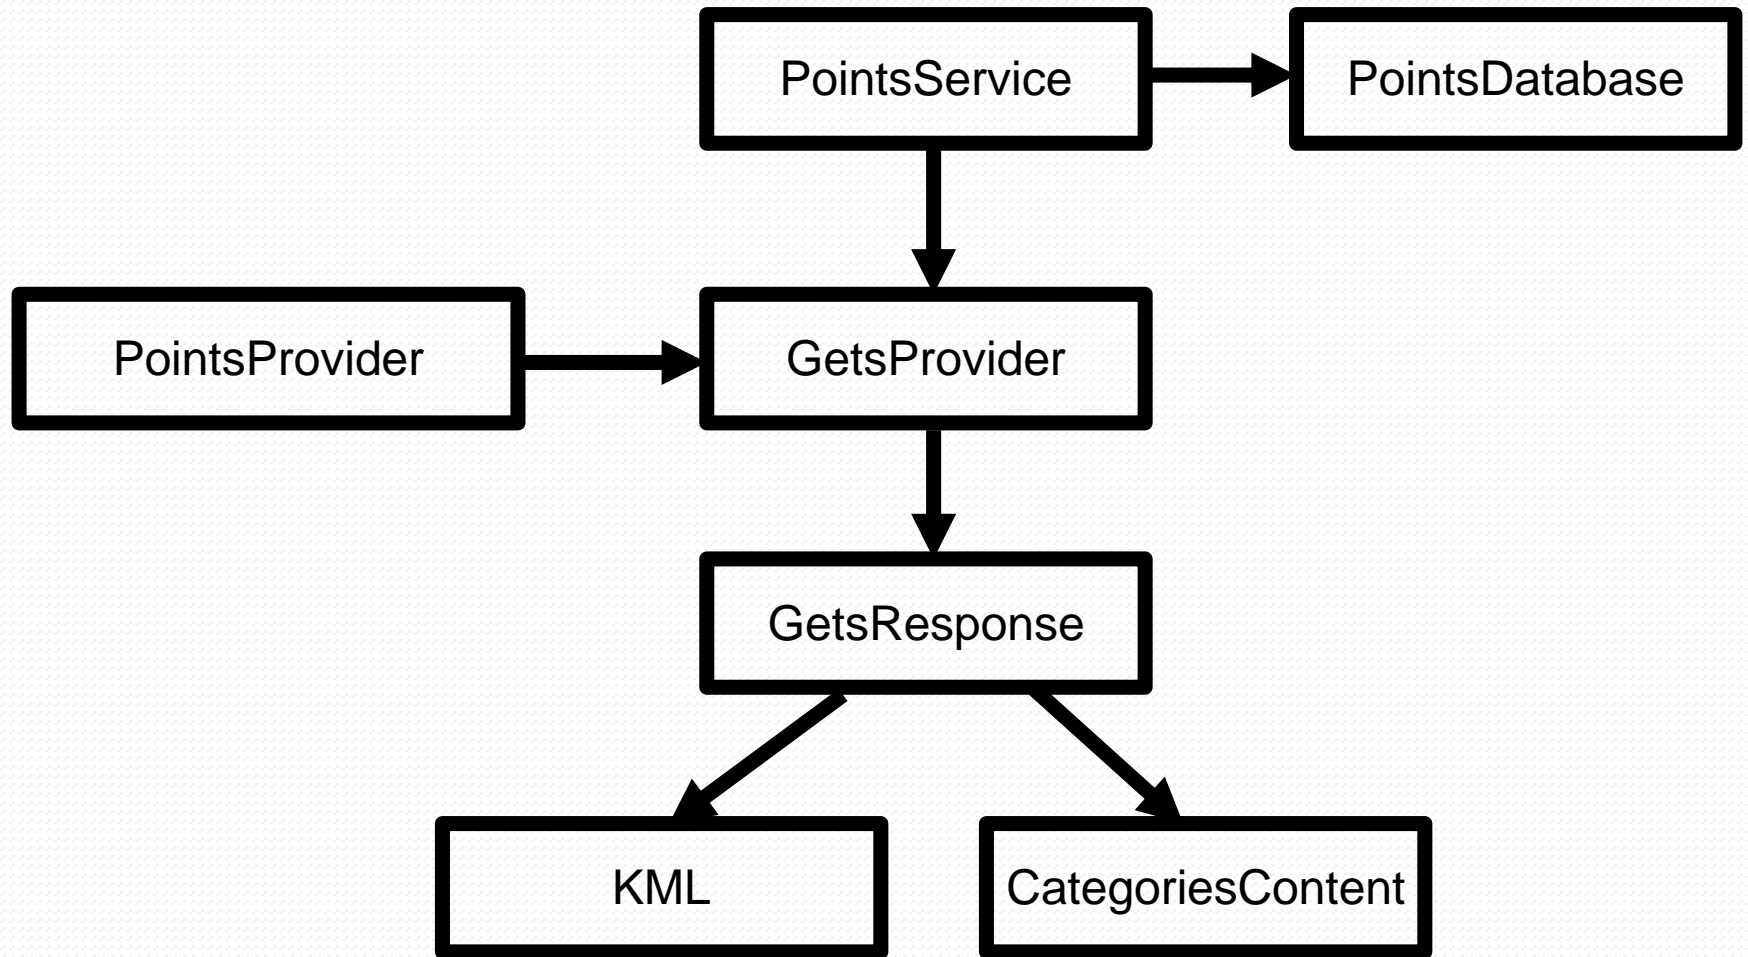 PointsService
PointsDatabase
PointsProvider
GetsProvider
GetsResponse
KML
CategoriesContent